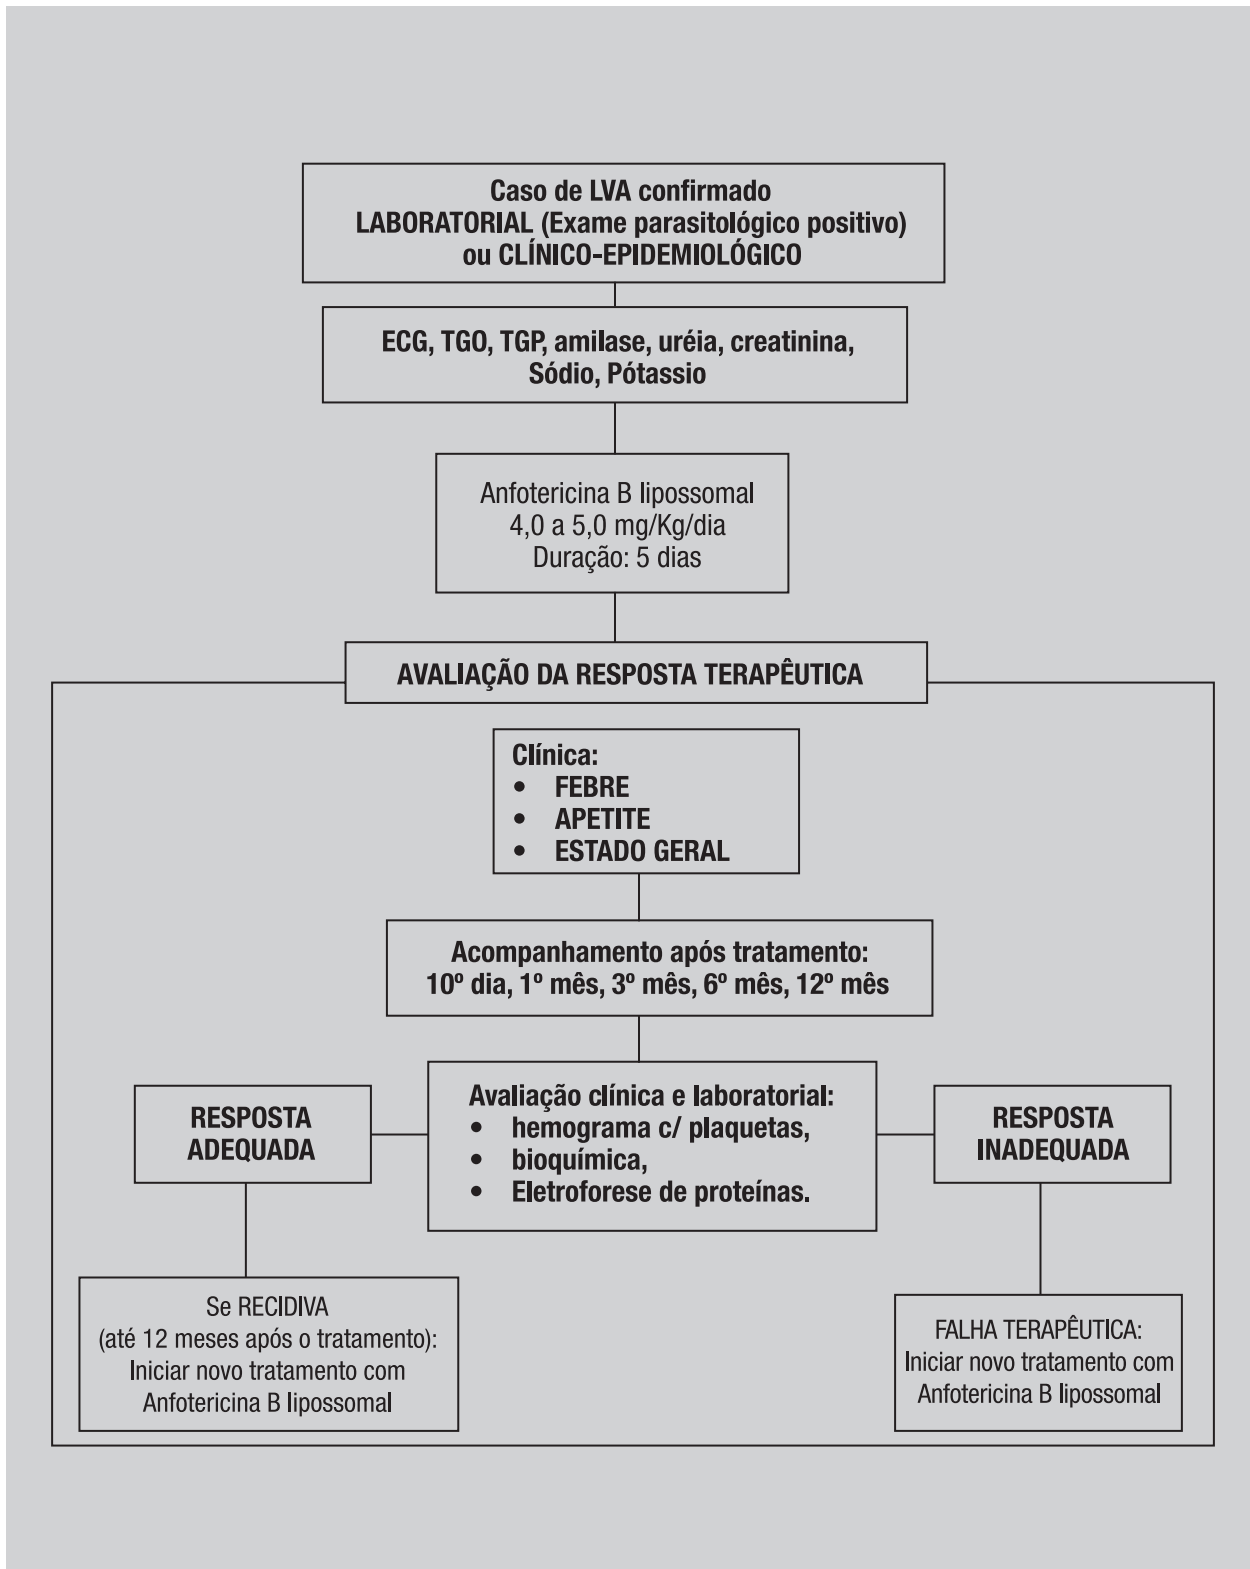 Caso de LVA confirmado
LABORATORIAL (Exame parasitológico positivo)
ou CLÍNICO-EPIDEMIOLÓGICO
ECG, TGO, TGP, amilase, uréia, creatinina,
Sódio, Pótassio
Anfotericina B lipossomal
4,0 a 5,0 mg/Kg/dia
Duração: 5 dias
AVALIAÇÃO DA RESPOSTA TERAPÊUTICA
Clínica:
• FEBRE
• APETITE
• ESTADO GERAL
Acompanhamento após tratamento:
10º dia, 1º mês, 3º mês, 6º mês, 12º mês
Avaliação clínica e laboratorial:
• hemograma c/ plaquetas,
• bioquímica,
• Eletroforese de proteínas.
RESPOSTA
ADEQUADA
RESPOSTA
INADEQUADA
Se RECIDIVA
(até 12 meses após o tratamento):
Iniciar novo tratamento com
Anfotericina B lipossomal
FALHA TERAPÊUTICA:
Iniciar novo tratamento com
Anfotericina B lipossomal